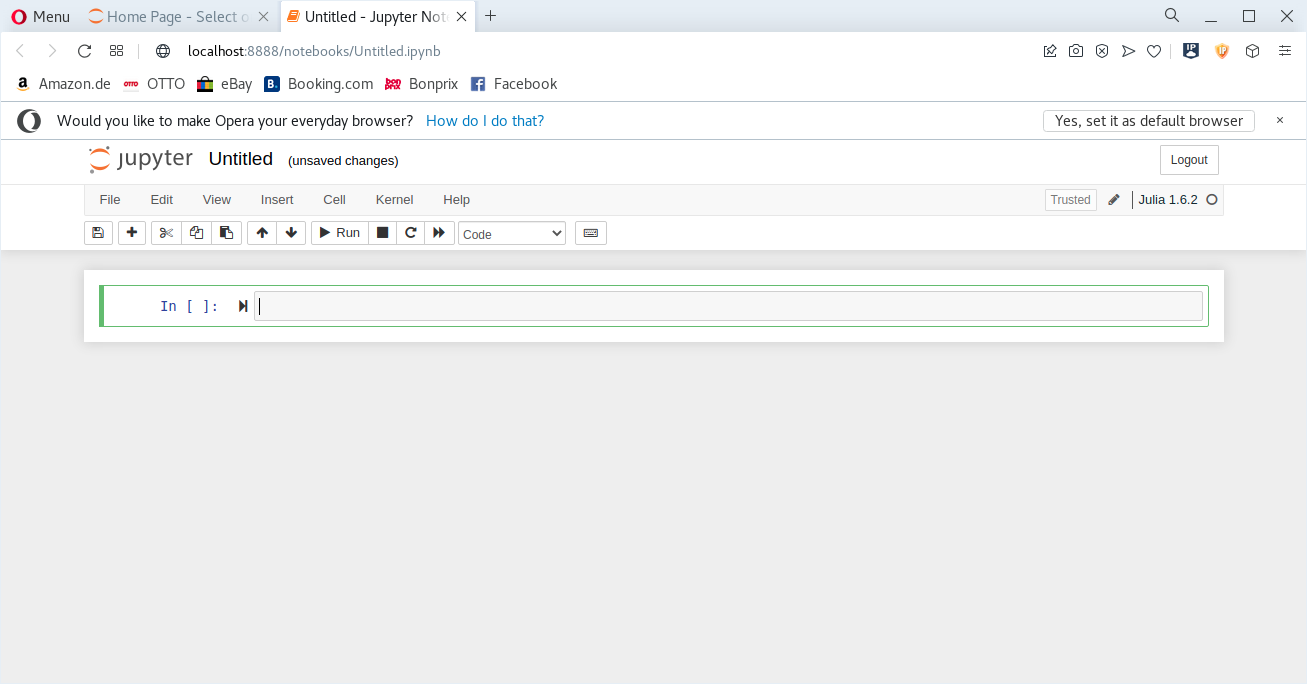 Menu Home Page - Select o Untitled - Jupyter Not
localhost:8888/notebooks/Untitled.ipynb
Amazon.de OTTO eBay B. Booking.com Bonprix Facebook
Would you like to make Opera your everyday browser? How do I do that? Yes, set it as default browser
jupyter Untitled (unsaved changes) Logout
File Edit View Insert Cell Kernel Help Trusted Julia 1.6.2
Run Code
In [ ]: